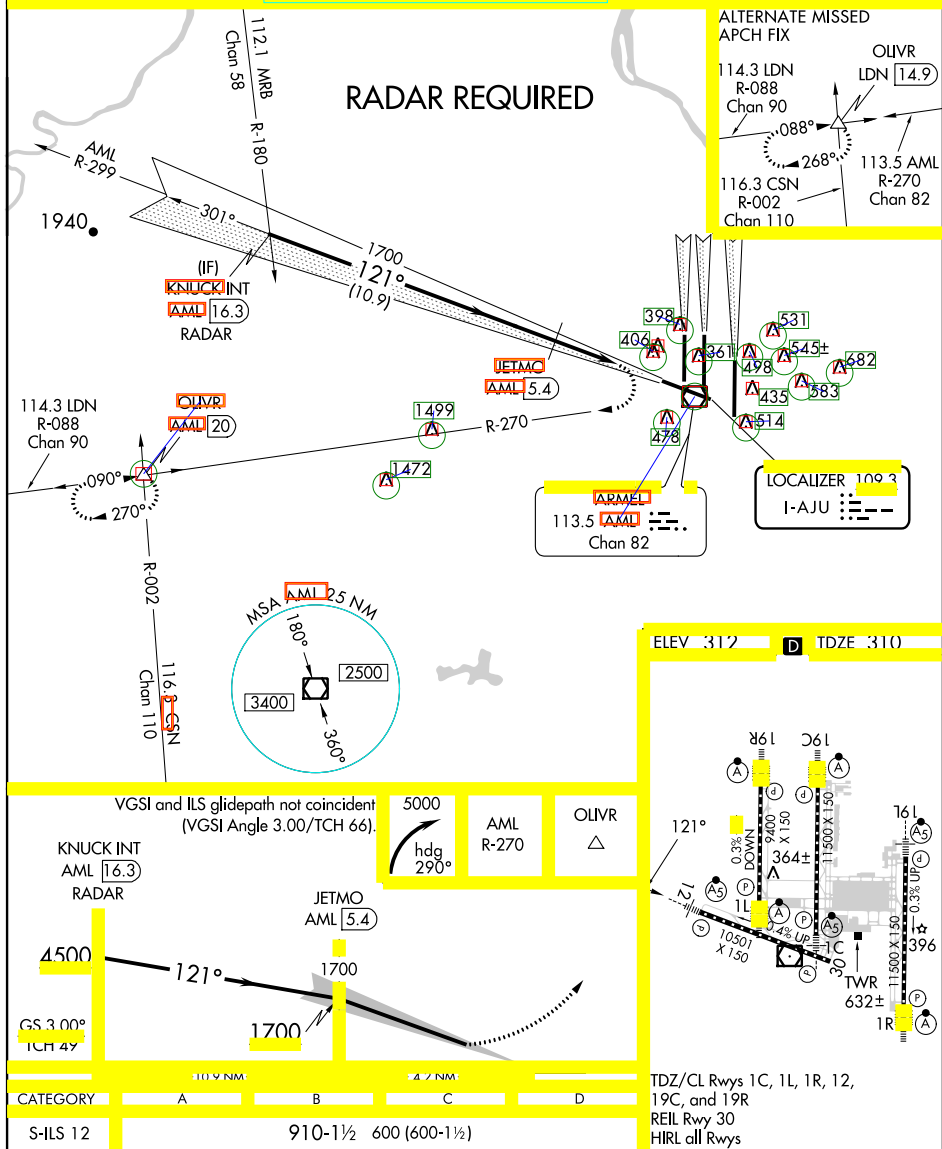 RADAR REQUIRED
112.1 MRB
Chan 58
R-180
AML
R-299
301°
1940
1700
121°
(10.9)
(IF)
KNUCK INT
AML 16.3
RADAR
ALTERNATE MISSED
APCH FIX
OLIVR
LDN 14.9
114.3 LDN
R-088
Chan 90
088°
268°
113.5 AML
R-270
Chan 82
116.3 CSN
R-002
Chan 110
398
406
361
531
545±
498
682
583
435
514
478
JETMO
AML 5.4
114.3 LDN
R-088
Chan 90
OLIVR
AML 20
1499
1472
R-270
090°
270°
R-002
116.3 CSN
Chan 110
ARMEL
113.5 AML
Chan 82
LOCALIZER 109.3
I-AJU
MSA AML 25 NM
180°
2500
3400
360°
ELEV 312
D
TDZE 310
VGSI and ILS glidepath not coincident
(VGSI Angle 3.00/TCH 66).
5000
hdg
290°
AML
R-270
OLIVR
KNUCK INT
AML 16.3
RADAR
JETMO
AML 5.4
4500
121°
1700
1700
GS 3.00°
TCH 49
10.9 NM
4.2 NM
CATEGORY A B C D
S-ILS 12 910-1½ 600 (600-1½)
19R
19C
19L
A
A
A5
P
P
P
121°
0.3%
DOWN
9400
X 150
11500 X 150
364±
0.3% UP
396
A5
12
P
P
1L
A
P
A5
0.4% UP
10501
X 150
1C
30
P
TWR
632±
11500 X 150
P
1R
A
TDZ/CL Rwys 1C, 1L, 1R, 12,
19C, and 19R
REIL Rwy 30
HIRL all Rwys